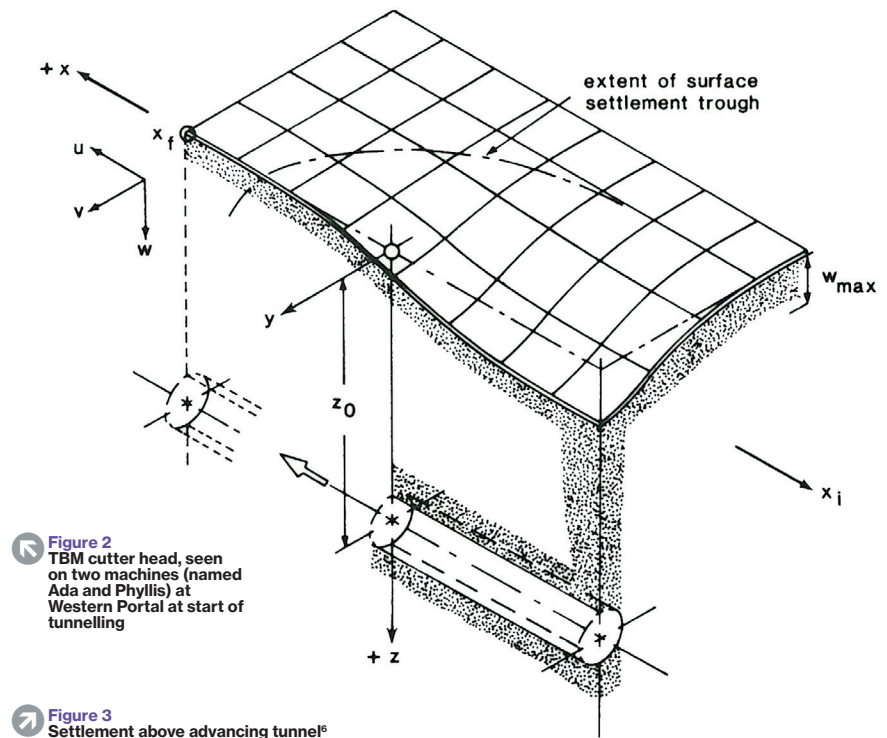 + x
extent of surface
settlement trough
x_f
u
v
w
w_max
y
z_0
x_i
+ z
Figure 2
TBM cutter head, seen
on two machines (named
Ada and Phyllis) at
Western Portal at start of
tunnelling
Figure 3
Settlement above advancing tunnel⁶